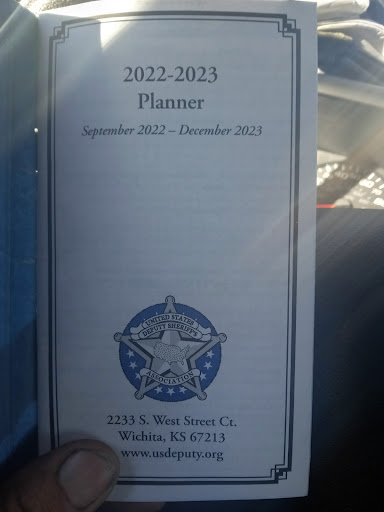 2022-2023
Planner
September 2022 – December 2023
UNITED STATES
DEPUTY SHERIFF'S
ASSOCIATION
2233 S. West Street Ct.
Wichita, KS 67213
www.usdeputy.org